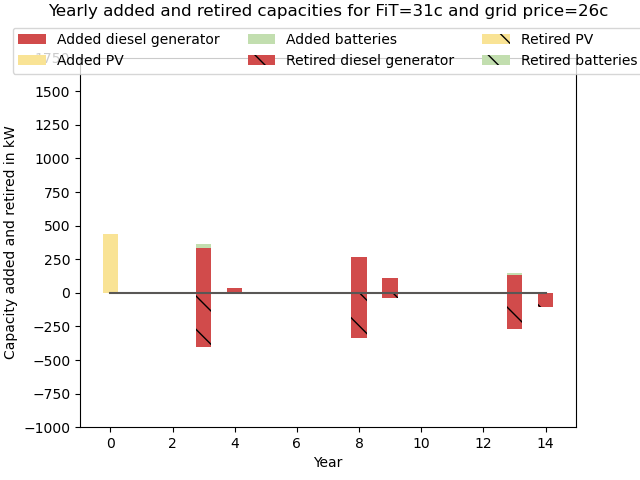 Yearly added and retired capacities for FiT=31c and grid price=26c
Added diesel generator Added batteries Retired PV
Added PV Retired diesel generator Retired batteries
1750
1500
1250
1000
750
500
250
0
−250
−500
−750
−1000
Capacity added and retired in kW
0 2 4 6 8 10 12 14
Year